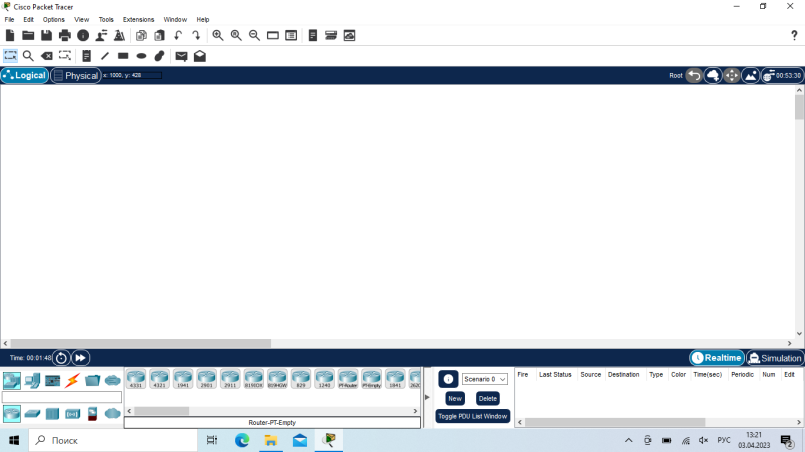 Cisco Packet Tracer
File Edit Options View Tools Extensions Window Help
?
Logical Physical x: 1000, y: 428 Root 00:53:30
Time: 00:01:48 Realtime Simulation
4331 4321 1941 2901 2911 819IOX 819HGW 829 1240 PT-Router PT-Empty 1841
Scenario 0
New Delete
Toggle PDU List Window
Fire Last Status Source Destination Type Color Time(sec) Periodic Num Edit
Router-PT-Empty
Поиск
РУС
13:21
03.04.2023
2